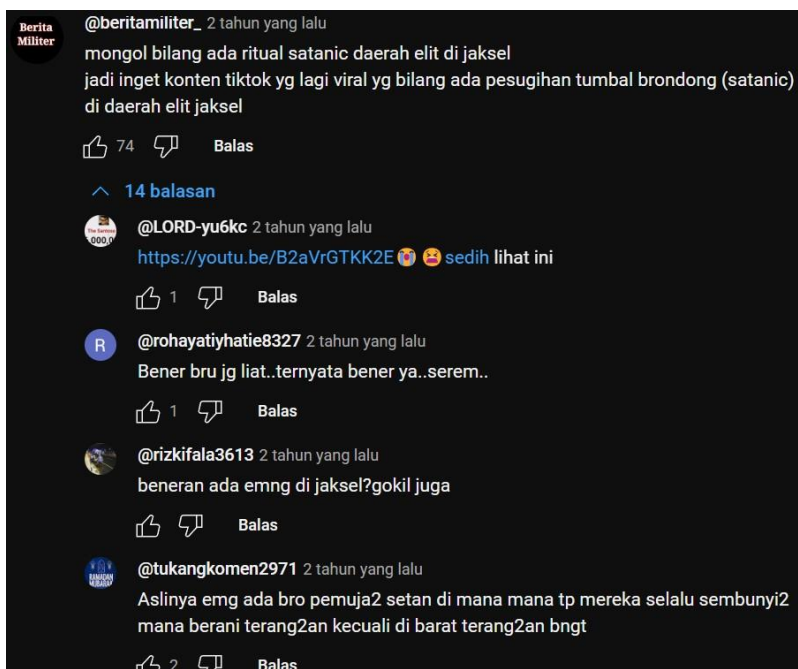 Berita
Militer
@beritamiliter_ 2 tahun yang lalu
mongol bilang ada ritual satanic daerah elit di jaksel
jadi inget konten tiktok yg lagi viral yg bilang ada pesugihan tumbal brondong (satanic)
di daerah elit jaksel
74 Balas
14 balasan
@LORD-yu6kc 2 tahun yang lalu
https://youtu.be/B2aVrGTKK2E😭😫sedih lihat ini
1 Balas
R
@rohayatiyhatie8327 2 tahun yang lalu
Bener bru jg liat..ternyata bener ya..serem..
1 Balas
@rizkifala3613 2 tahun yang lalu
beneran ada emng di jaksel?gokil juga
Balas
RAMADAN
MUBARAK
@tukangkomen2971 2 tahun yang lalu
Aslinya emg ada bro pemuja2 setan di mana mana tp mereka selalu sembunyi2
mana berani terang2an kecuali di barat terang2an bngt
2 Balas